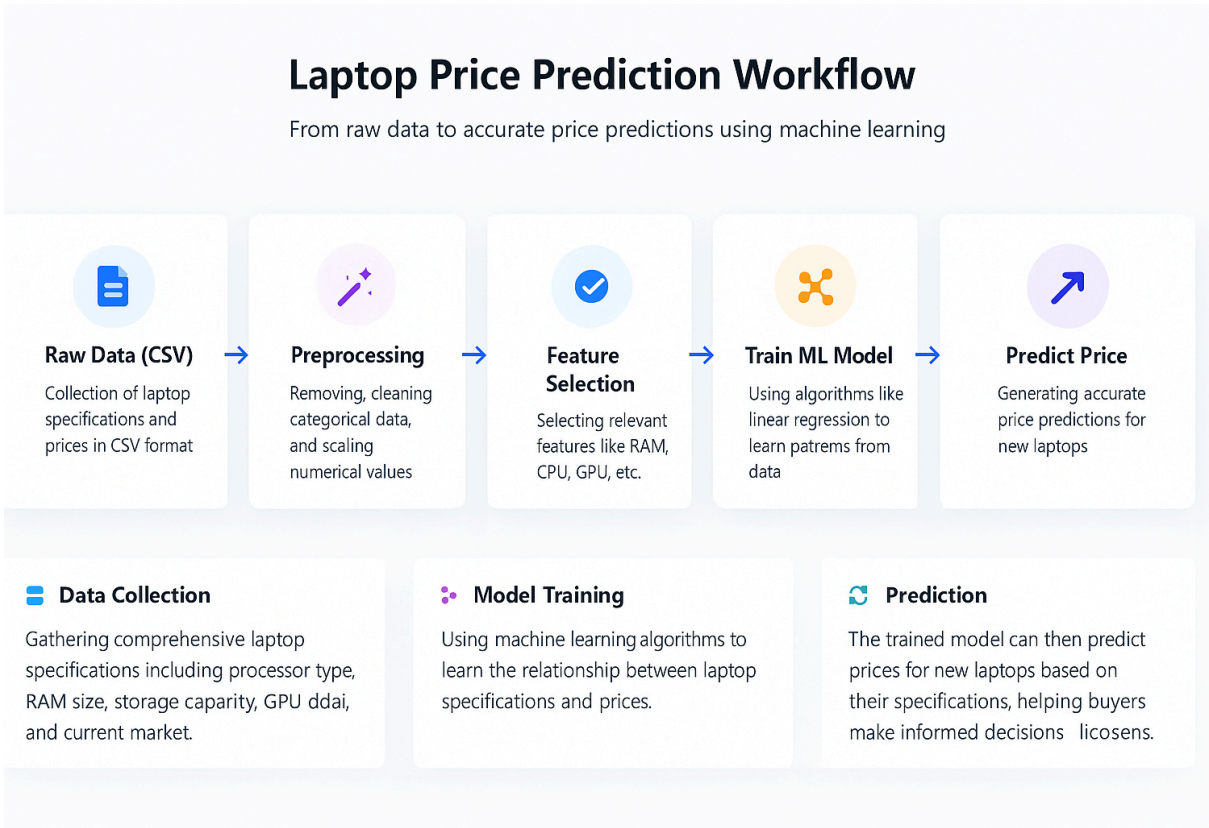 Laptop Price Prediction Workflow
From raw data to accurate price predictions using machine learning
Raw Data (CSV)
Collection of laptop
specifications and
prices in CSV format
Preprocessing
Removing, cleaning
categorical data,
and scaling
numerical values
Feature
Selection
Selecting relevant
features like RAM,
CPU, GPU, etc.
Train ML Model
Using algorithms like
linear regression to
learn patrems from
data
Predict Price
Generating accurate
price predictions for
new laptops
Data Collection
Gathering comprehensive laptop
specifications including processor type,
RAM size, storage caparity, GPU ddai,
and current market.
Model Training
Using machine learning algorithms to
learn the relationship between laptop
specifications and prices.
Prediction
The trained model can then predict
prices for new laptops based on
their specifications, helping buyers
make informed decisions licosens.